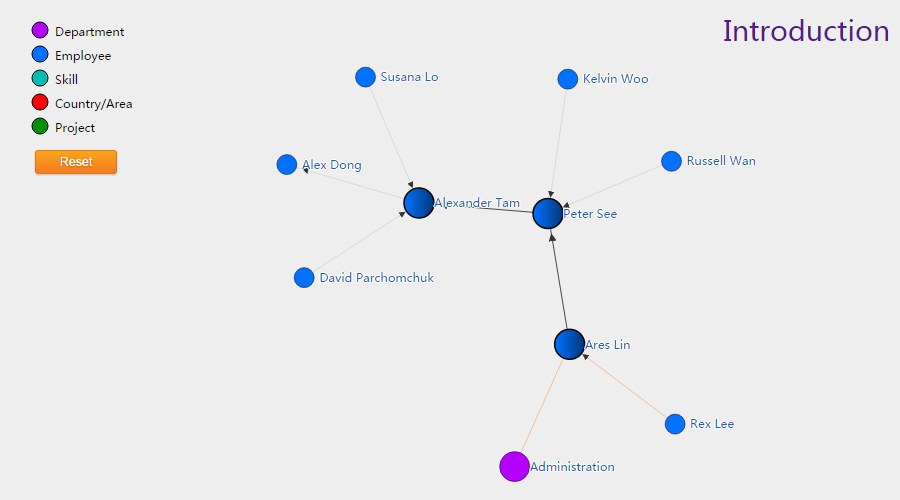 Introduction
Department
Employee
Skill
Country/Area
Project
Reset
Susana Lo
Kelvin Woo
Alex Dong
Russell Wan
Alexander Tam
Peter See
David Parchomchuk
Ares Lin
Rex Lee
Administration